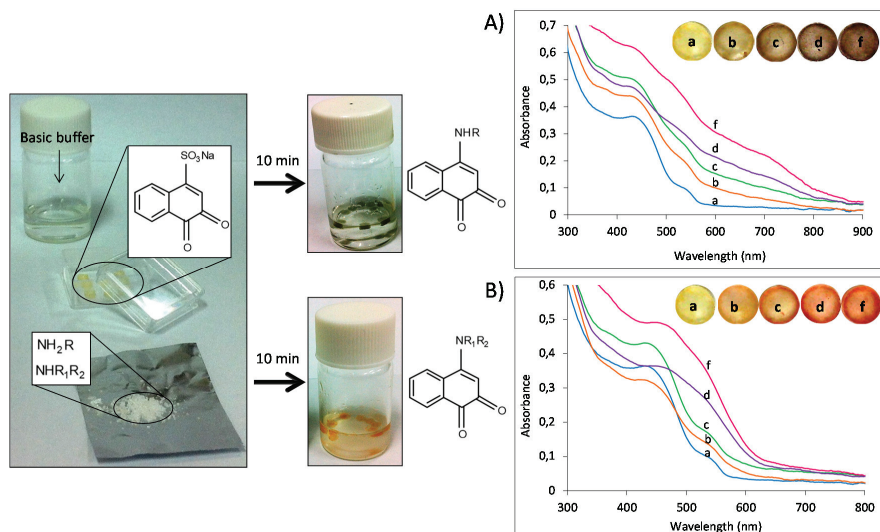 Basic buffer
SO₃Na
O
O
NH₂R
NHR₁R₂
10 min
NHR
O
O
10 min
NR₁R₂
O
O
A)
a b c d f
Absorbance
0,7
0,6
0,5
0,4
0,3
0,2
0,1
0
f
d
c
b
a
300 400 500 600 700 800 900
Wavelength (nm)
B)
a b c d f
Absorbance
0,6
0,5
0,4
0,3
0,2
0,1
0
f
d
c
b
a
300 400 500 600 700 800
Wavelength (nm)